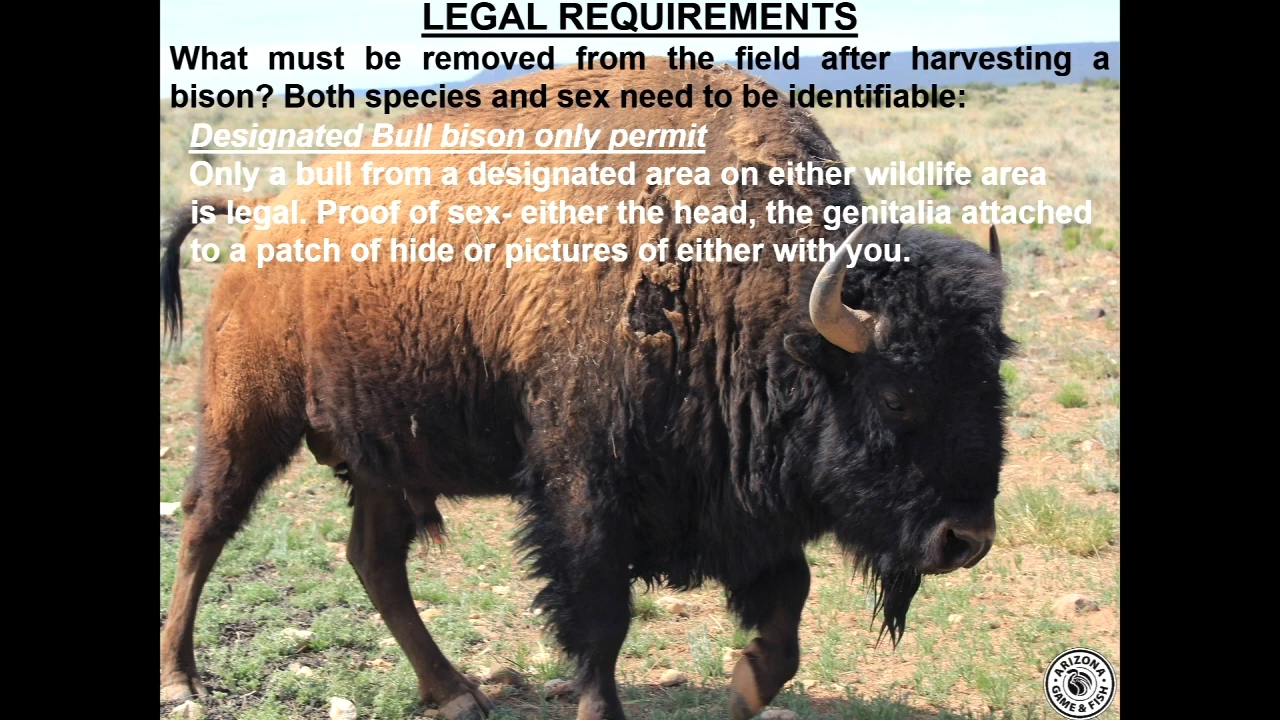 LEGAL REQUIREMENTS
What must be removed from the field after harvesting a
bison? Both species and sex need to be identifiable:
Designated Bull bison only permit
Only a bull from a designated area on either wildlife area
is legal. Proof of sex- either the head, the genitalia attached
to a patch of hide or pictures of either with you.
ARIZONA
GAME & FISH